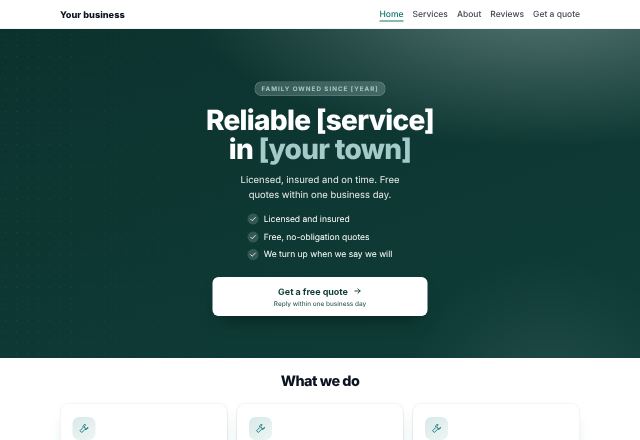 Your business
Home Services About Reviews Get a quote
FAMILY OWNED SINCE [YEAR]
Reliable [service]
in [your town]
Licensed, insured and on time. Free
quotes within one business day.
Licensed and insured
Free, no-obligation quotes
We turn up when we say we will
Get a free quote →
Reply within one business day
What we do